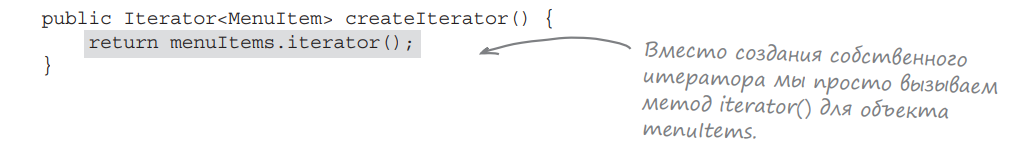 public Iterator<MenuItem> createIterator() {
    return menuItems.iterator();
}
Вместо создания собственного
итератора мы просто вызываем
метод iterator() для объекта
menuItems.